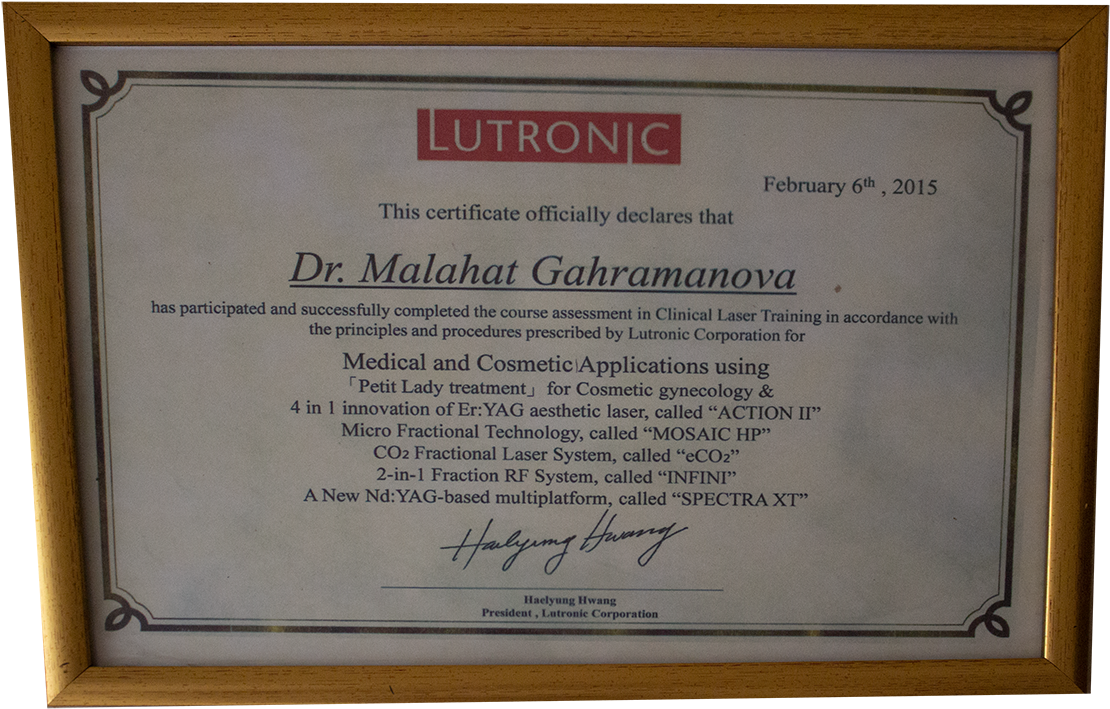 LUTRONIC
February 6th , 2015
This certificate officially declares that
Dr. Malahat Gahramanova
has participated and successfully completed the course assessment in Clinical Laser Training in accordance with
the principles and procedures prescribed by Lutronic Corporation for
Medical and Cosmetic Applications using
「Petit Lady treatment」 for Cosmetic gynecology &
4 in 1 innovation of Er:YAG aesthetic laser, called “ACTION II”
Micro Fractional Technology, called “MOSAIC HP”
CO₂ Fractional Laser System, called “eCO₂”
2-in-1 Fraction RF System, called “INFINI”
A New Nd:YAG-based multiplatform, called “SPECTRA XT”
Haelyung Hwang
Haelyung Hwang
President , Lutronic Corporation